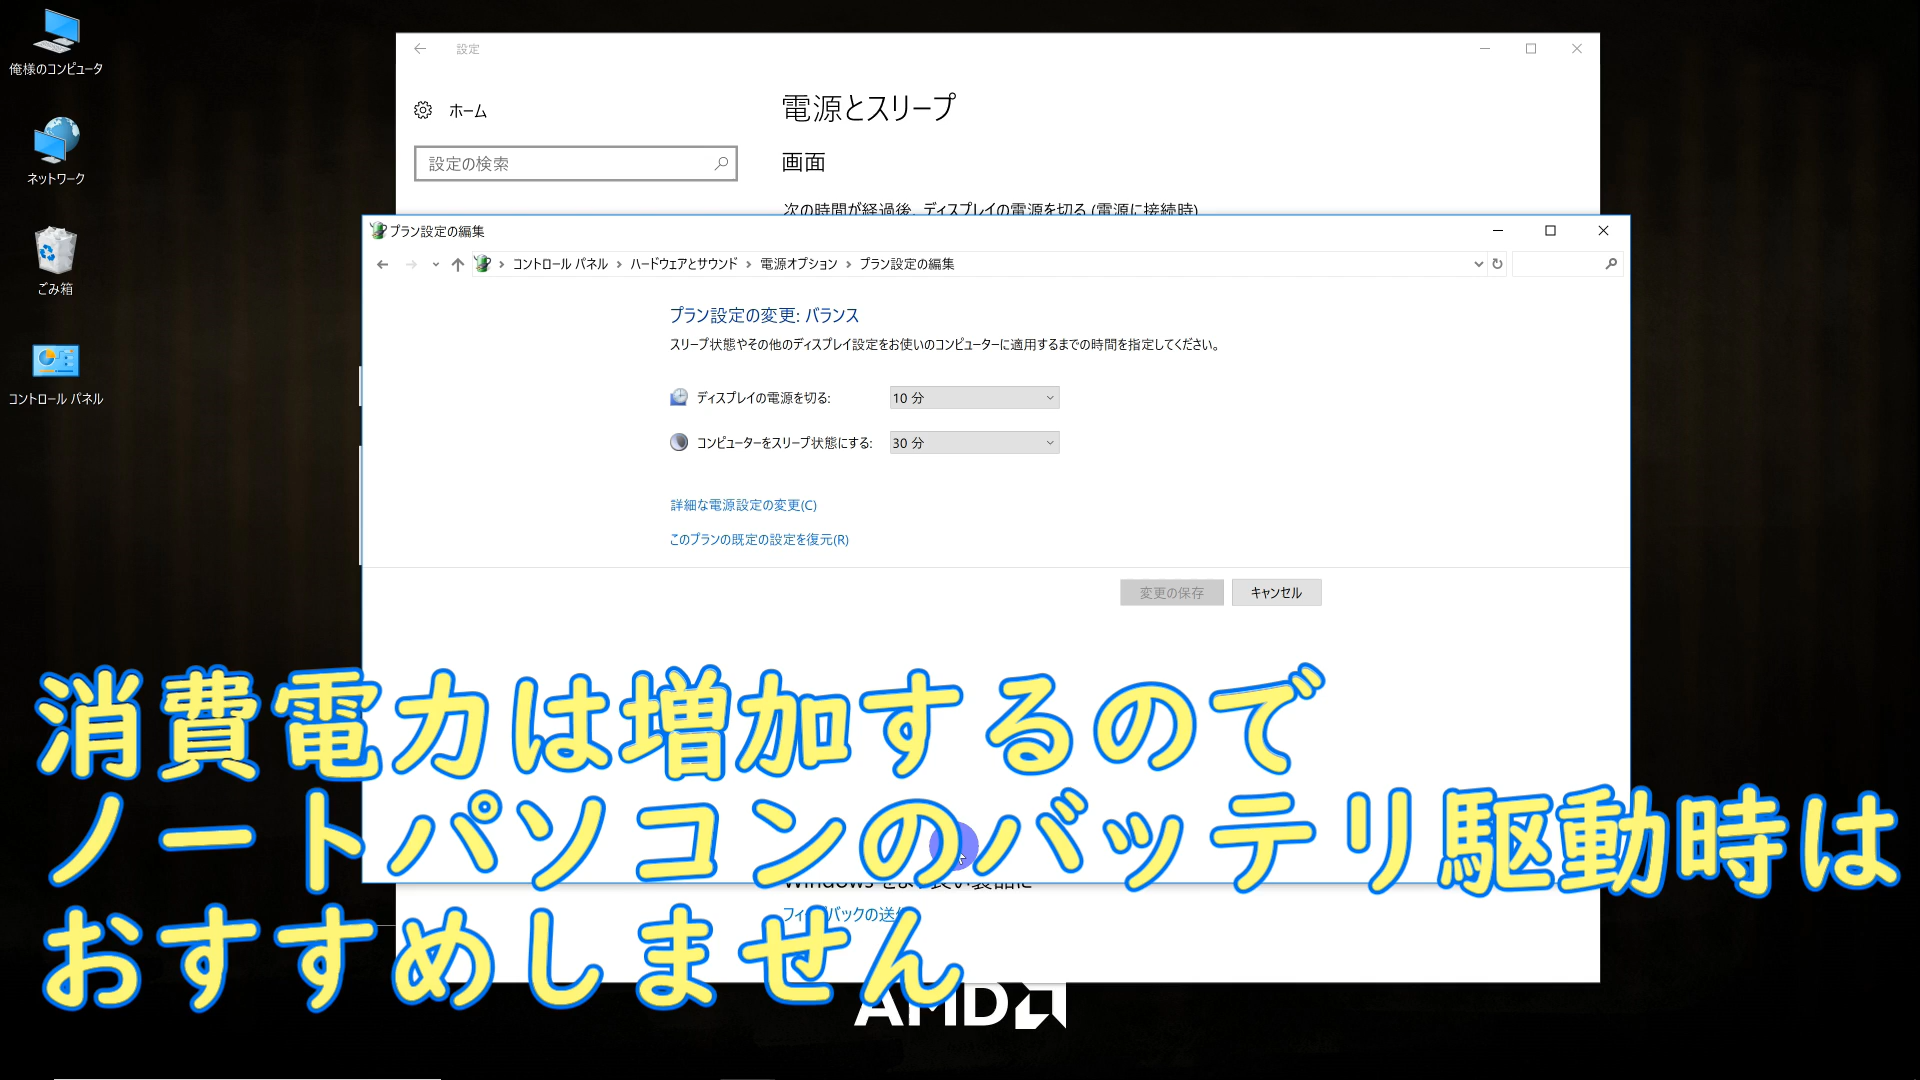 俺様のコンピュータ
ネットワーク
ごみ箱
コントロール パネル
設定
ホーム
設定の検索
電源とスリープ
画面
次の時間が経過後、ディスプレイの電源を切る (電源に接続時)
プラン設定の編集
コントロール パネル › ハードウェアとサウンド › 電源オプション › プラン設定の編集
プラン設定の変更: バランス
スリープ状態やその他のディスプレイ設定をお使いのコンピューターに適用するまでの時間を指定してください。
ディスプレイの電源を切る: 10 分
コンピューターをスリープ状態にする: 30 分
詳細な電源設定の変更(C)
このプランの既定の設定を復元(R)
変更の保存 キャンセル
消費電力は増加するので
ノートパソコンのバッテリ駆動時は
おすすめしません
AMD